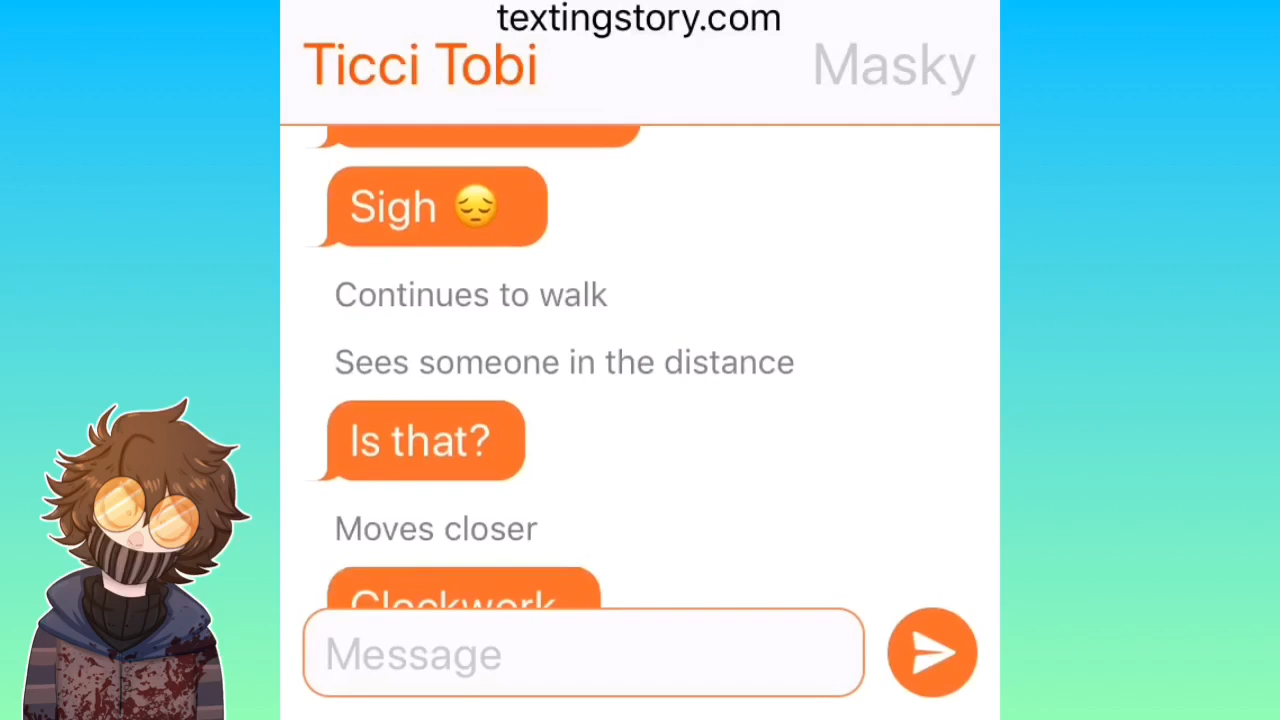 textingstory.com
Ticci Tobi
Masky
Sigh 😔
Continues to walk
Sees someone in the distance
Is that?
Moves closer
Clockwork
Message